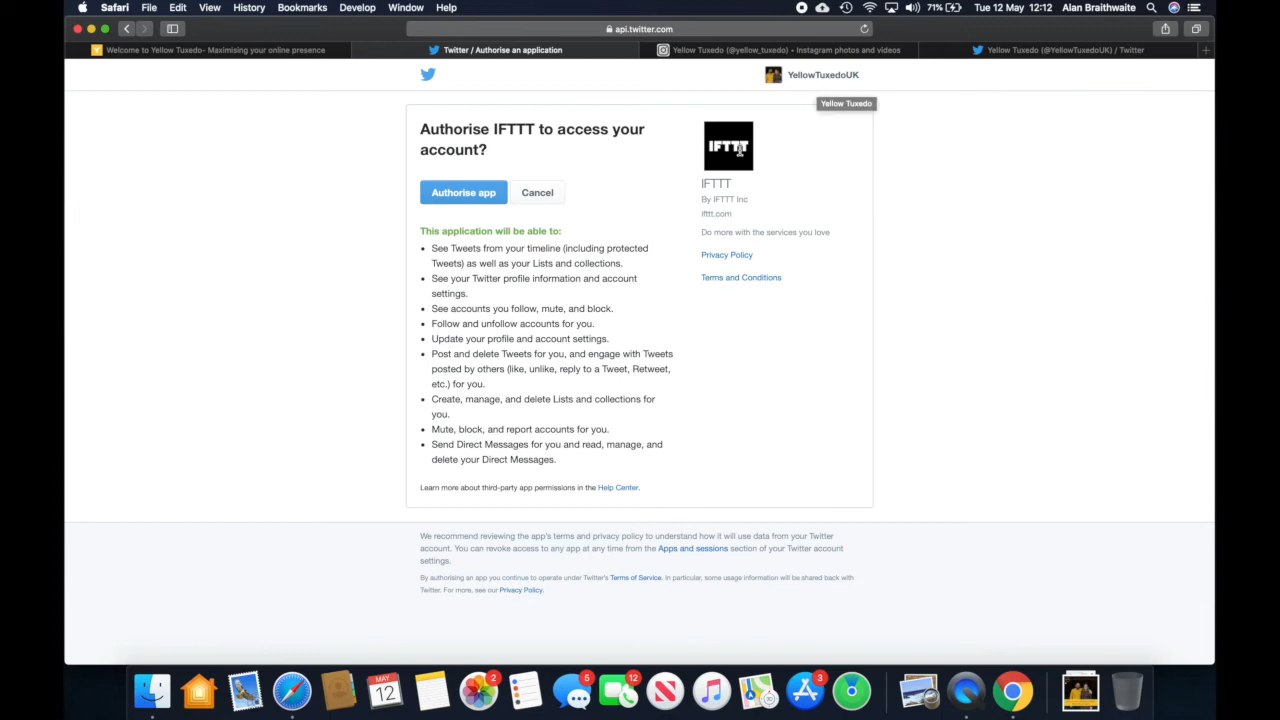 Safari File Edit View History Bookmarks Develop Window Help
Tue 12 May 12:12 Alan Braithwaite
api.twitter.com
Welcome to Yellow Tuxedo- Maximising your online presence
Twitter / Authorise an application
Yellow Tuxedo (@yellow_tuxedo) • Instagram photos and videos
Yellow Tuxedo (@YellowTuxedoUK) / Twitter
YellowTuxedoUK
Yellow Tuxedo
Authorise IFTTT to access your
account?
Authorise app
Cancel
This application will be able to:
• See Tweets from your timeline (including protected
Tweets) as well as your Lists and collections.
• See your Twitter profile information and account
settings.
• See accounts you follow, mute, and block.
• Follow and unfollow accounts for you.
• Update your profile and account settings.
• Post and delete Tweets for you, and engage with Tweets
posted by others (like, unlike, reply to a Tweet, Retweet,
etc.) for you.
• Create, manage, and delete Lists and collections for
you.
• Mute, block, and report accounts for you.
• Send Direct Messages for you and read, manage, and
delete your Direct Messages.
Learn more about third-party app permissions in the Help Center.
IFTTT
IFTTT
By IFTTT Inc
ifttt.com
Do more with the services you love
Privacy Policy
Terms and Conditions
We recommend reviewing the app's terms and privacy policy to understand how it will use data from your Twitter
account. You can revoke access to any app at any time from the Apps and sessions section of your Twitter account
settings.
By authorising an app you continue to operate under Twitter's Terms of Service. In particular, some usage information will be shared back with
Twitter. For more, see our Privacy Policy.
MAY
12
2
5
12
3